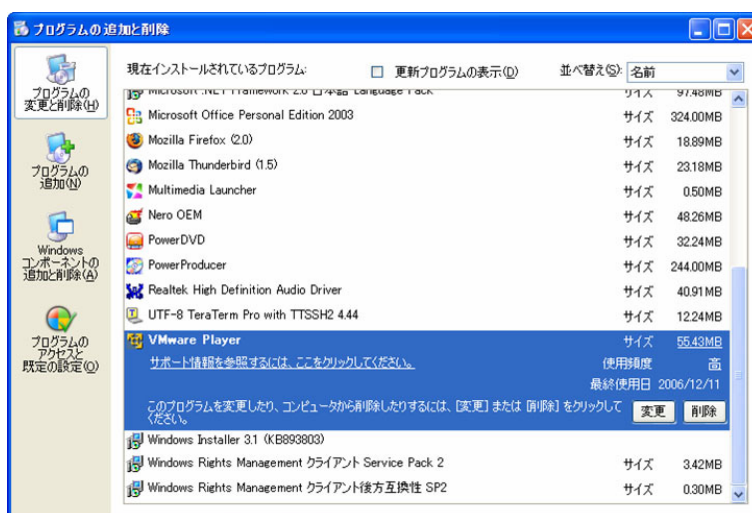 プログラムの追加と削除
プログラムの
変更と削除(H)
プログラムの
追加(N)
Windows
コンポーネントの
追加と削除(A)
プログラムの
アクセスと
既定の設定(O)
現在インストールされているプログラム:
更新プログラムの表示(D)
並べ替え(S):
名前
Microsoft .NET Framework 2.0 日本語 Language Pack サイズ 97.48MB
Microsoft Office Personal Edition 2003 サイズ 324.00MB
Mozilla Firefox (2.0) サイズ 18.89MB
Mozilla Thunderbird (1.5) サイズ 23.18MB
Multimedia Launcher サイズ 0.50MB
Nero OEM サイズ 48.26MB
PowerDVD サイズ 32.24MB
PowerProducer サイズ 244.00MB
Realtek High Definition Audio Driver サイズ 40.91MB
UTF-8 TeraTerm Pro with TTSSH2 4.44 サイズ 12.24MB
VMware Player サイズ 55.43MB
サポート情報を参照するには、ここをクリックしてください。 使用頻度 高
最終使用日 2006/12/11
このプログラムを変更したり、コンピュータから削除したりするには、[変更] または [削除] をクリックして
ください。
変更 削除
Windows Installer 3.1 (KB893803)
Windows Rights Management クライアント Service Pack 2 サイズ 3.42MB
Windows Rights Management クライアント後方互換性 SP2 サイズ 0.30MB